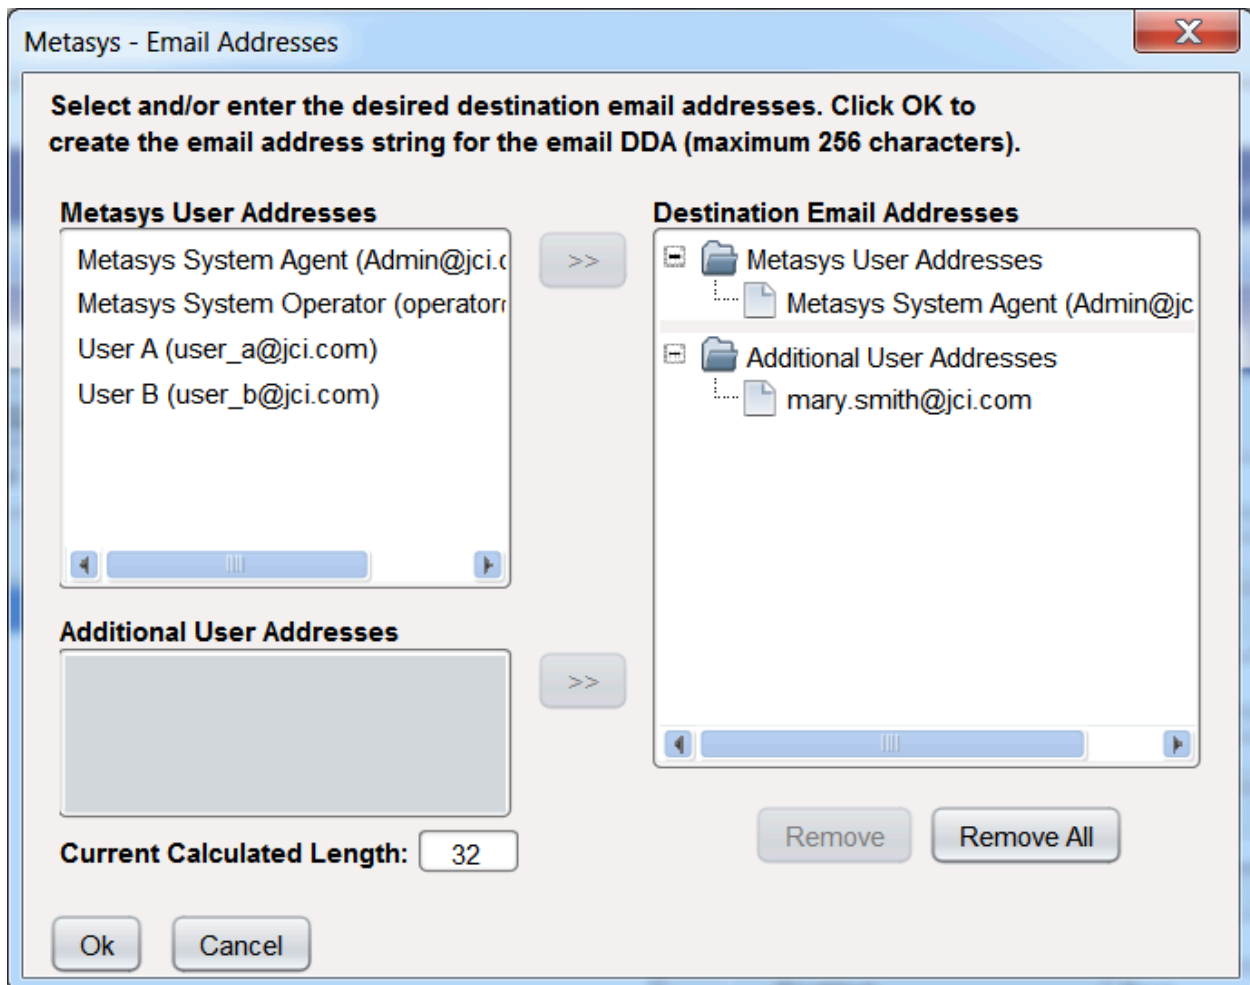 Metasys - Email Addresses
Select and/or enter the desired destination email addresses. Click OK to
create the email address string for the email DDA (maximum 256 characters).
Metasys User Addresses
Metasys System Agent (Admin@jci.c
Metasys System Operator (operator
User A (user_a@jci.com)
User B (user_b@jci.com)
>>
Destination Email Addresses
Metasys User Addresses
Metasys System Agent (Admin@jc
Additional User Addresses
mary.smith@jci.com
Additional User Addresses
>>
Current Calculated Length: 32
Remove
Remove All
Ok
Cancel